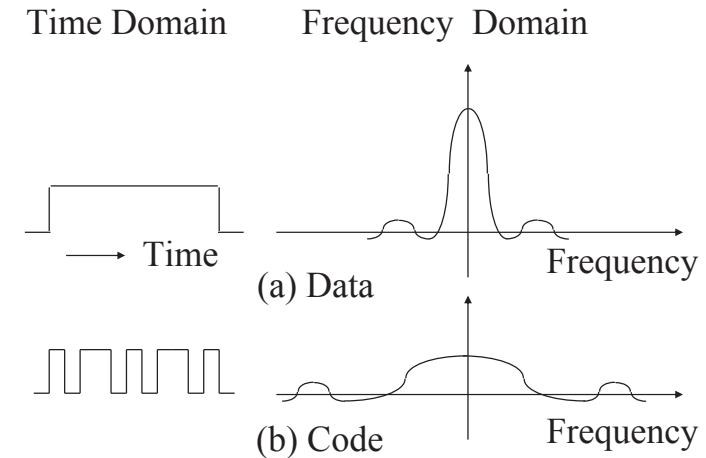 Time Domain
Frequency Domain
Time
Frequency
(a) Data
Frequency
(b) Code